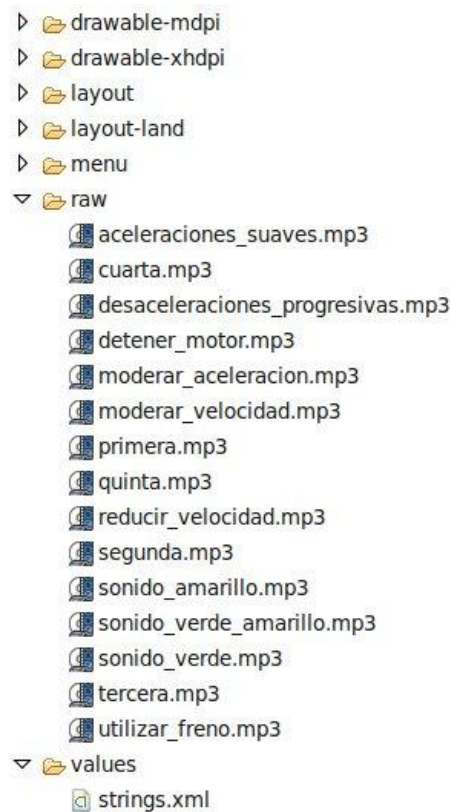 drawable-mdpi
drawable-xhdpi
layout
layout-land
menu
raw
aceleraciones_suaves.mp3
cuarta.mp3
desaceleraciones_progresivas.mp3
detener_motor.mp3
moderar_aceleracion.mp3
moderar_velocidad.mp3
primera.mp3
quinta.mp3
reducir_velocidad.mp3
segunda.mp3
sonido_amarillo.mp3
sonido_verde_amarillo.mp3
sonido_verde.mp3
tercera.mp3
utilizar_freno.mp3
values
strings.xml